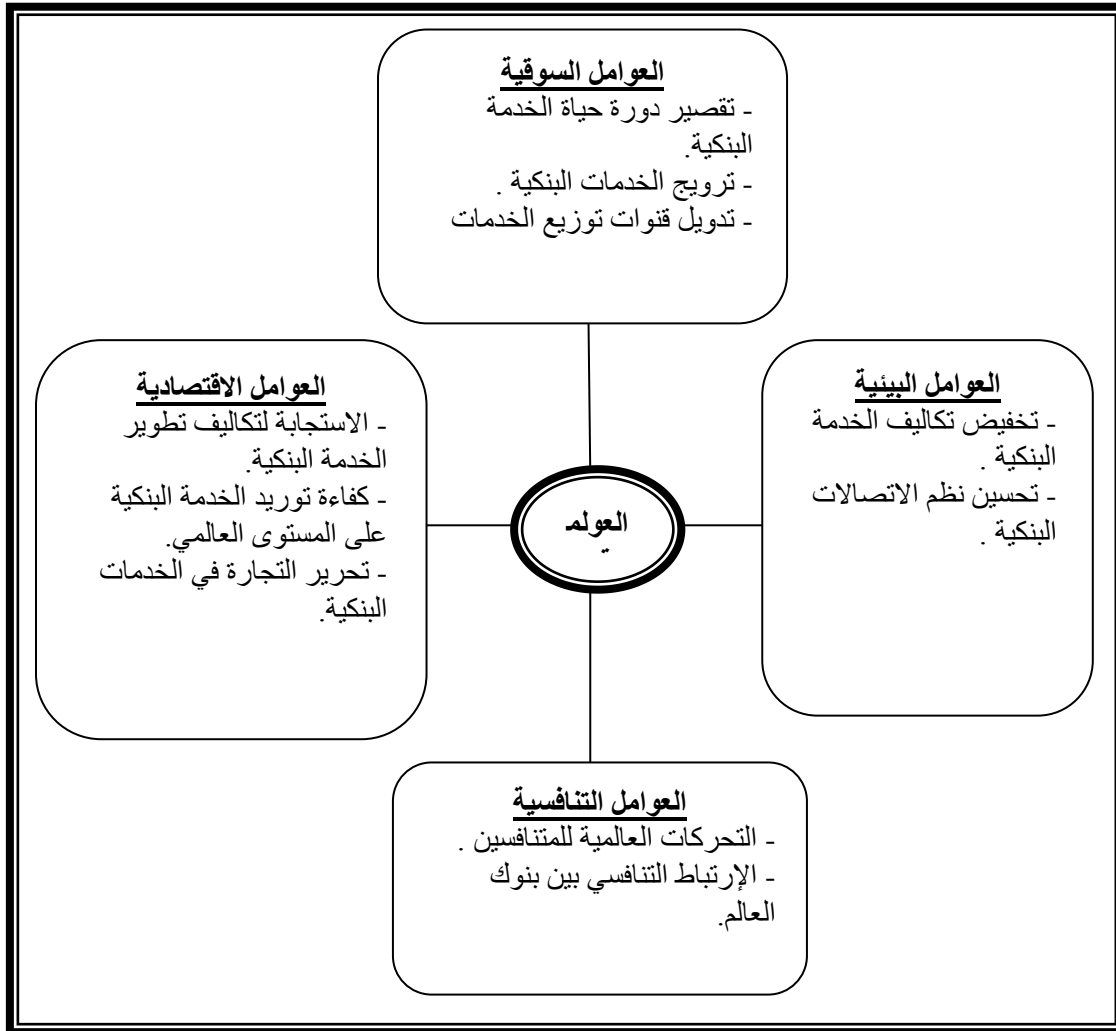 العوامل السوقية
- تقصير دورة حياة الخدمة
البنكية.
- ترويج الخدمات البنكية .
- تدويل قنوات توزيع الخدمات
العوامل البيئية
- تخفيض تكاليف الخدمة
البنكية .
- تحسين نظم الاتصالات
البنكية .
العولمـ
العوامل الاقتصادية
- الاستجابة لتكاليف تطوير
الخدمة البنكية.
- كفاءة توريد الخدمة البنكية
على المستوى العالمي.
- تحرير التجارة في الخدمات
البنكية.
العوامل التنافسية
- التحركات العالمية للمتنافسين .
- الإرتباط التنافسي بين بنوك
العالم.